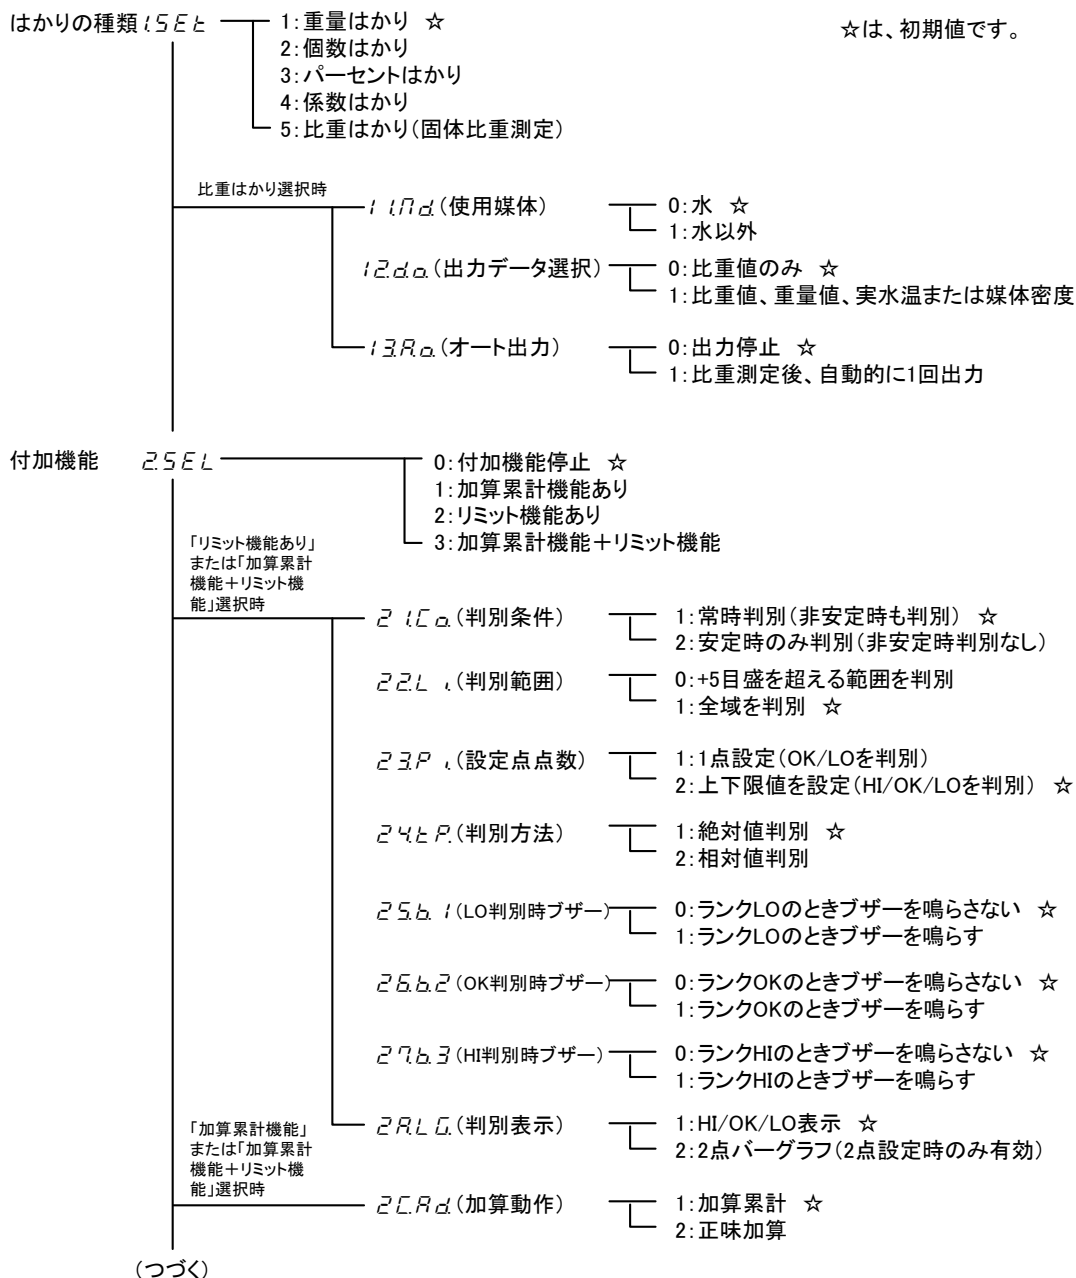 はかりの種類 1.SEt
1:重量はかり ☆
☆は、初期値です。
2:個数はかり
3:パーセントはかり
4:係数はかり
5:比重はかり(固体比重測定)
比重はかり選択時
11.Md.(使用媒体)
0:水 ☆
1:水以外
12.d.o.(出力データ選択)
0:比重値のみ ☆
1:比重値、重量値、実水温または媒体密度
13.A.o.(オート出力)
0:出力停止 ☆
1:比重測定後、自動的に1回出力
付加機能 2.SEL
0:付加機能停止 ☆
1:加算累計機能あり
2:リミット機能あり
3:加算累計機能+リミット機能
「リミット機能あり」
または「加算累計
機能+リミット機
能」選択時
21.Co.(判別条件)
1:常時判別(非安定時も判別) ☆
2:安定時のみ判別(非安定時判別なし)
22.Li.(判別範囲)
0:+5目盛を超える範囲を判別
1:全域を判別 ☆
23.Pi.(設定点点数)
1:1点設定(OK/LOを判別)
2:上下限値を設定(HI/OK/LOを判別) ☆
24.tP.(判別方法)
1:絶対値判別 ☆
2:相対値判別
25.b.1(LO判別時ブザー)
0:ランクLOのときブザーを鳴らさない ☆
1:ランクLOのときブザーを鳴らす
26.b.2(OK判別時ブザー)
0:ランクOKのときブザーを鳴らさない ☆
1:ランクOKのときブザーを鳴らす
27.b.3(HI判別時ブザー)
0:ランクHIのときブザーを鳴らさない ☆
1:ランクHIのときブザーを鳴らす
2A.LG.(判別表示)
1:HI/OK/LO表示 ☆
2:2点バーグラフ(2点設定時のみ有効)
「加算累計機能」
または「加算累計
機能+リミット機
能」選択時
2C.Ad.(加算動作)
1:加算累計 ☆
2:正味加算
(つづく)